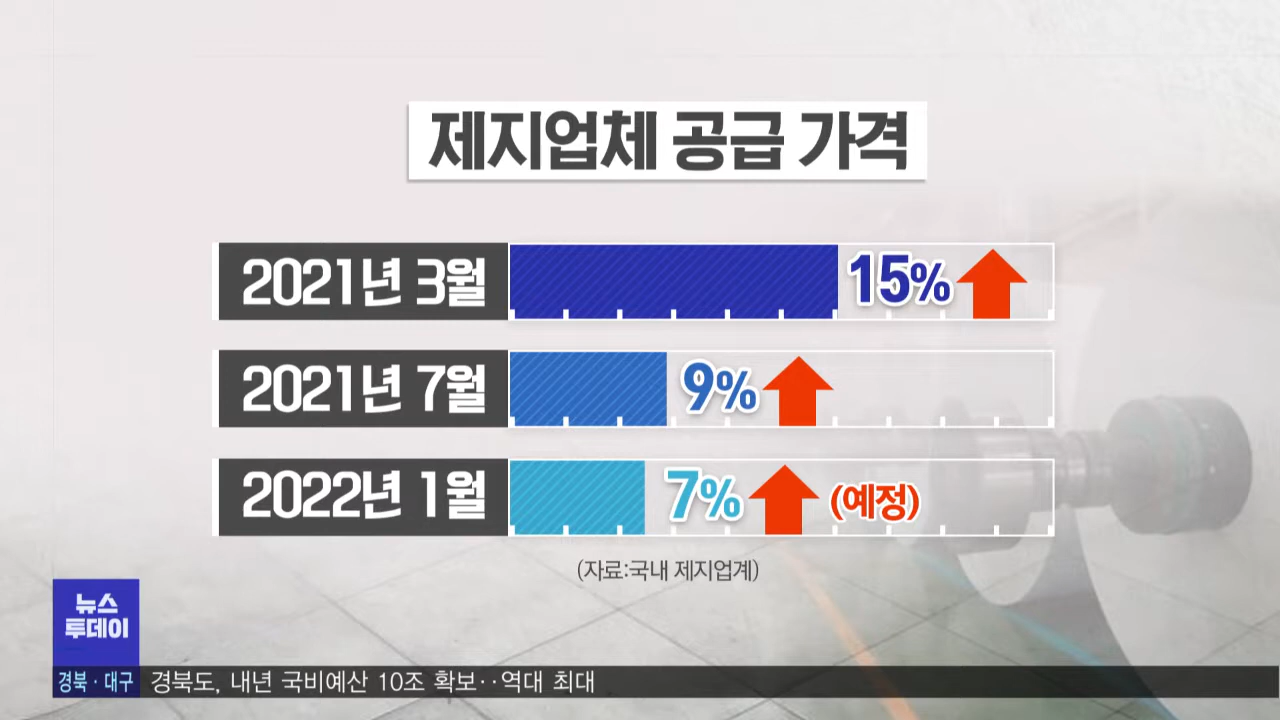 제지업체 공급 가격
2021년 3월 15%
2021년 7월 9%
2022년 1월 7% (예정)
(자료:국내 제지업계)
뉴스
투데이
경북·대구 경북도, 내년 국비예산 10조 확보··역대 최대